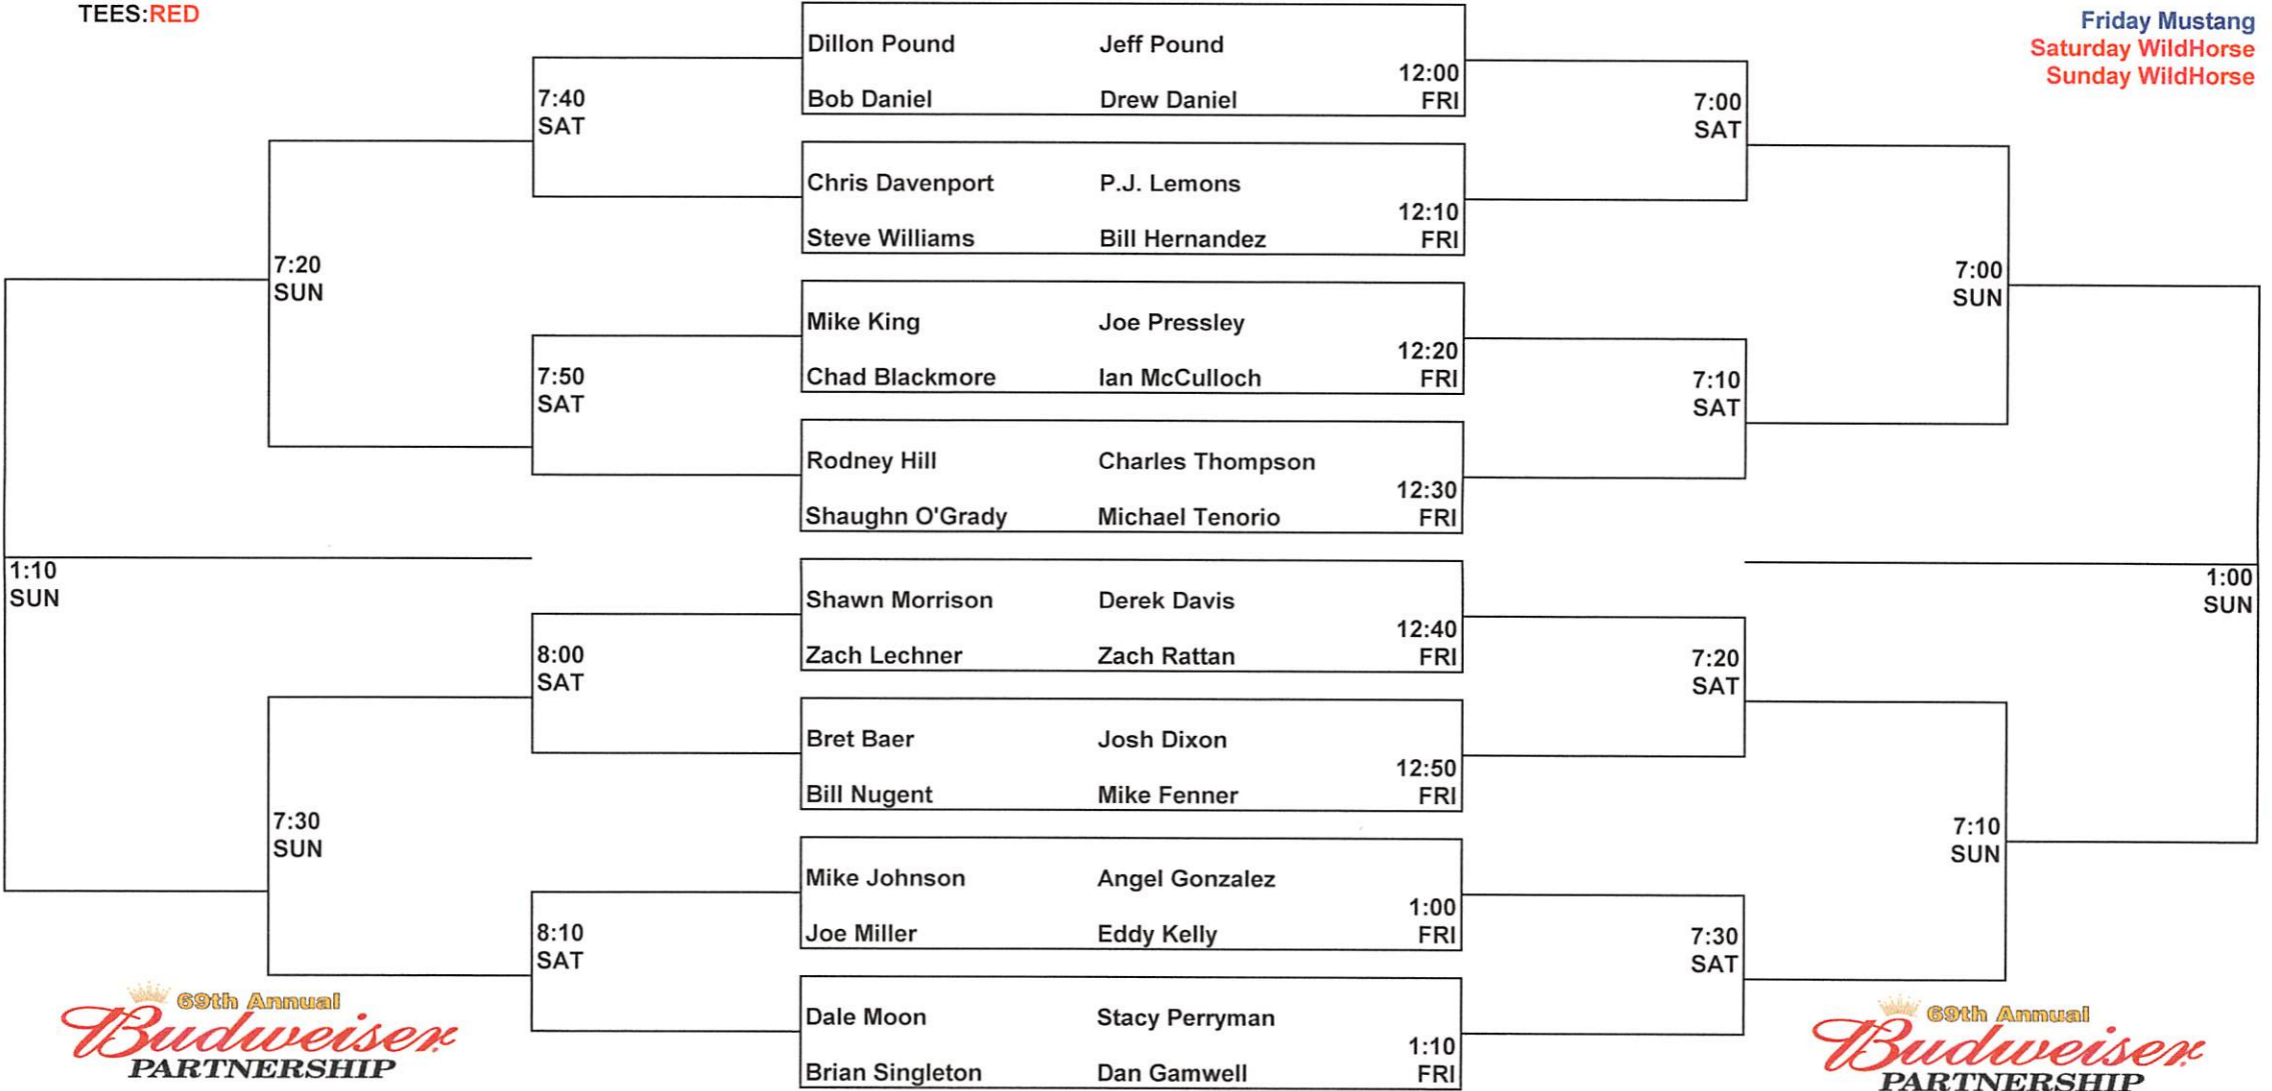 TEES:RED
Friday Mustang
Saturday WildHorse
Sunday WildHorse
Dillon Pound Jeff Pound
12:00
Bob Daniel Drew Daniel FRI
7:40
SAT
7:00
SAT
Chris Davenport P.J. Lemons
12:10
Steve Williams Bill Hernandez FRI
7:20
SUN
7:00
SUN
Mike King Joe Pressley
12:20
Chad Blackmore Ian McCulloch FRI
7:50
SAT
7:10
SAT
Rodney Hill Charles Thompson
12:30
Shaughn O'Grady Michael Tenorio FRI
1:10
SUN
1:00
SUN
Shawn Morrison Derek Davis
12:40
Zach Lechner Zach Rattan FRI
8:00
SAT
7:20
SAT
Bret Baer Josh Dixon
12:50
Bill Nugent Mike Fenner FRI
7:30
SUN
7:10
SUN
Mike Johnson Angel Gonzalez
1:00
Joe Miller Eddy Kelly FRI
8:10
SAT
7:30
SAT
Dale Moon Stacy Perryman
1:10
Brian Singleton Dan Gamwell FRI
69th Annual
Budweiser
PARTNERSHIP
69th Annual
Budweiser
PARTNERSHIP